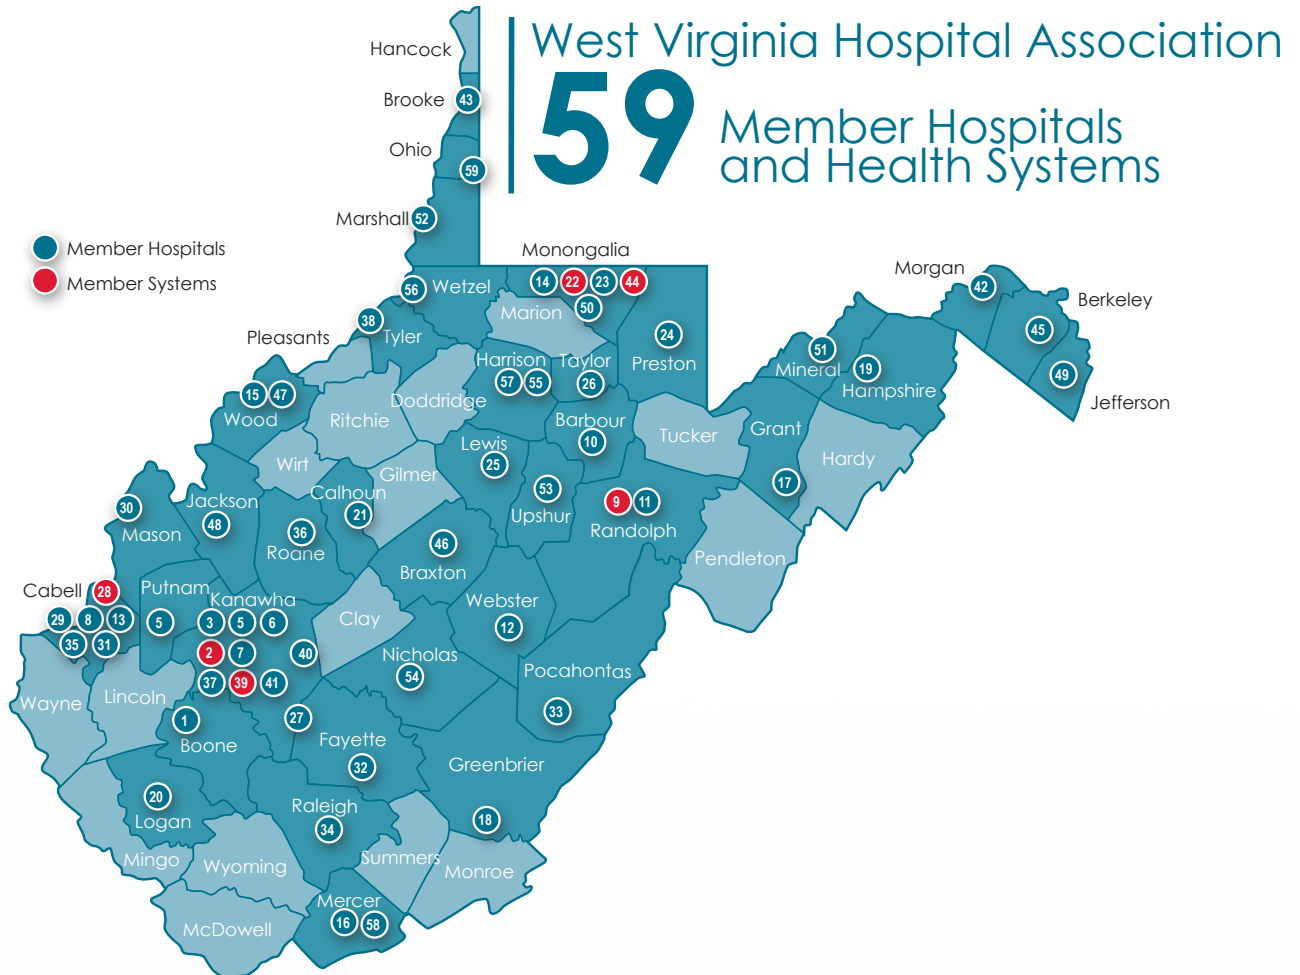 West Virginia Hospital Association
59
Member Hospitals
and Health Systems
Member Hospitals
Member Systems
Hancock
Brooke
43
Ohio
59
Marshall
52
Monongalia
14
22
23
44
50
56
Wetzel
Marion
38
Tyler
Pleasants
24
Preston
Harrison
57
55
Taylor
26
15
47
Wood
Doddridge
Ritchie
Barbour
10
Tucker
Morgan
42
Berkeley
45
49
Jefferson
51
Mineral
19
Hampshire
Grant
17
Hardy
Lewis
25
Wirt
Gilmer
Calhoun
21
53
Upshur
9
11
Randolph
Pendleton
30
Mason
Jackson
48
36
Roane
46
Braxton
Cabell
28
29
8
13
35
31
Putnam
5
Kanawha
3
5
6
2
7
40
37
39
41
Clay
Webster
12
Nicholas
54
Pocahontas
33
Wayne
Lincoln
1
Boone
27
Fayette
32
Greenbrier
18
20
Logan
Raleigh
34
Mingo
Wyoming
Summers
Monroe
McDowell
Mercer
16
58